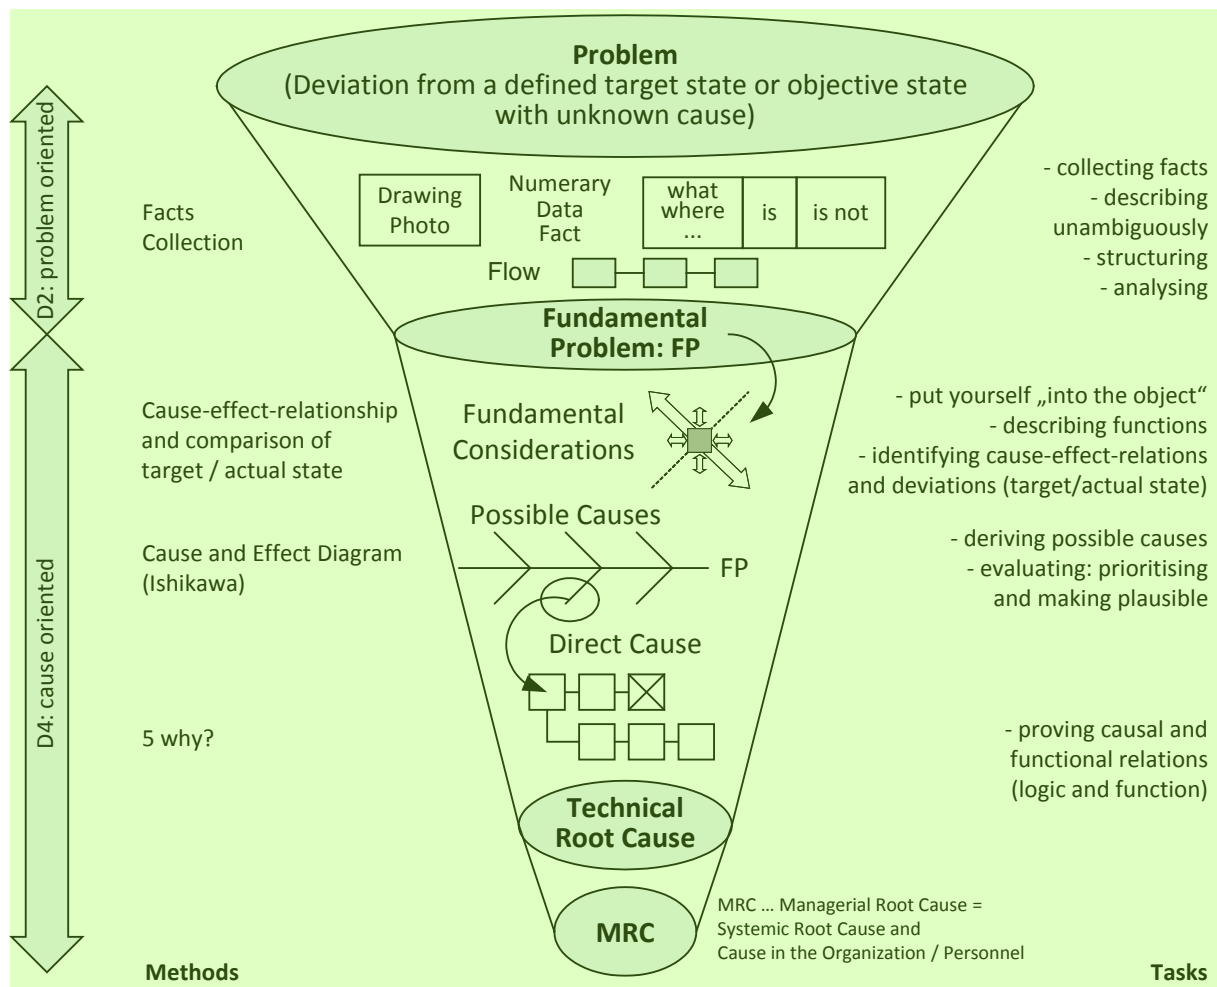 Problem
(Deviation from a defined target state or objective state
with unknown cause)
D2: problem oriented
Facts
Collection
Drawing
Photo
Numerary
Data
Fact
what
where
...
is
is not
Flow
- collecting facts
- describing
unambiguously
- structuring
- analysing
Fundamental
Problem: FP
D4: cause oriented
Cause-effect-relationship
and comparison of
target / actual state
Fundamental
Considerations
- put yourself „into the object“
- describing functions
- identifying cause-effect-relations
and deviations (target/actual state)
Possible Causes
Cause and Effect Diagram
(Ishikawa)
FP
- deriving possible causes
- evaluating: prioritising
and making plausible
Direct Cause
5 why?
- proving causal and
functional relations
(logic and function)
Technical
Root Cause
MRC
MRC ... Managerial Root Cause =
Systemic Root Cause and
Cause in the Organization / Personnel
Methods
Tasks